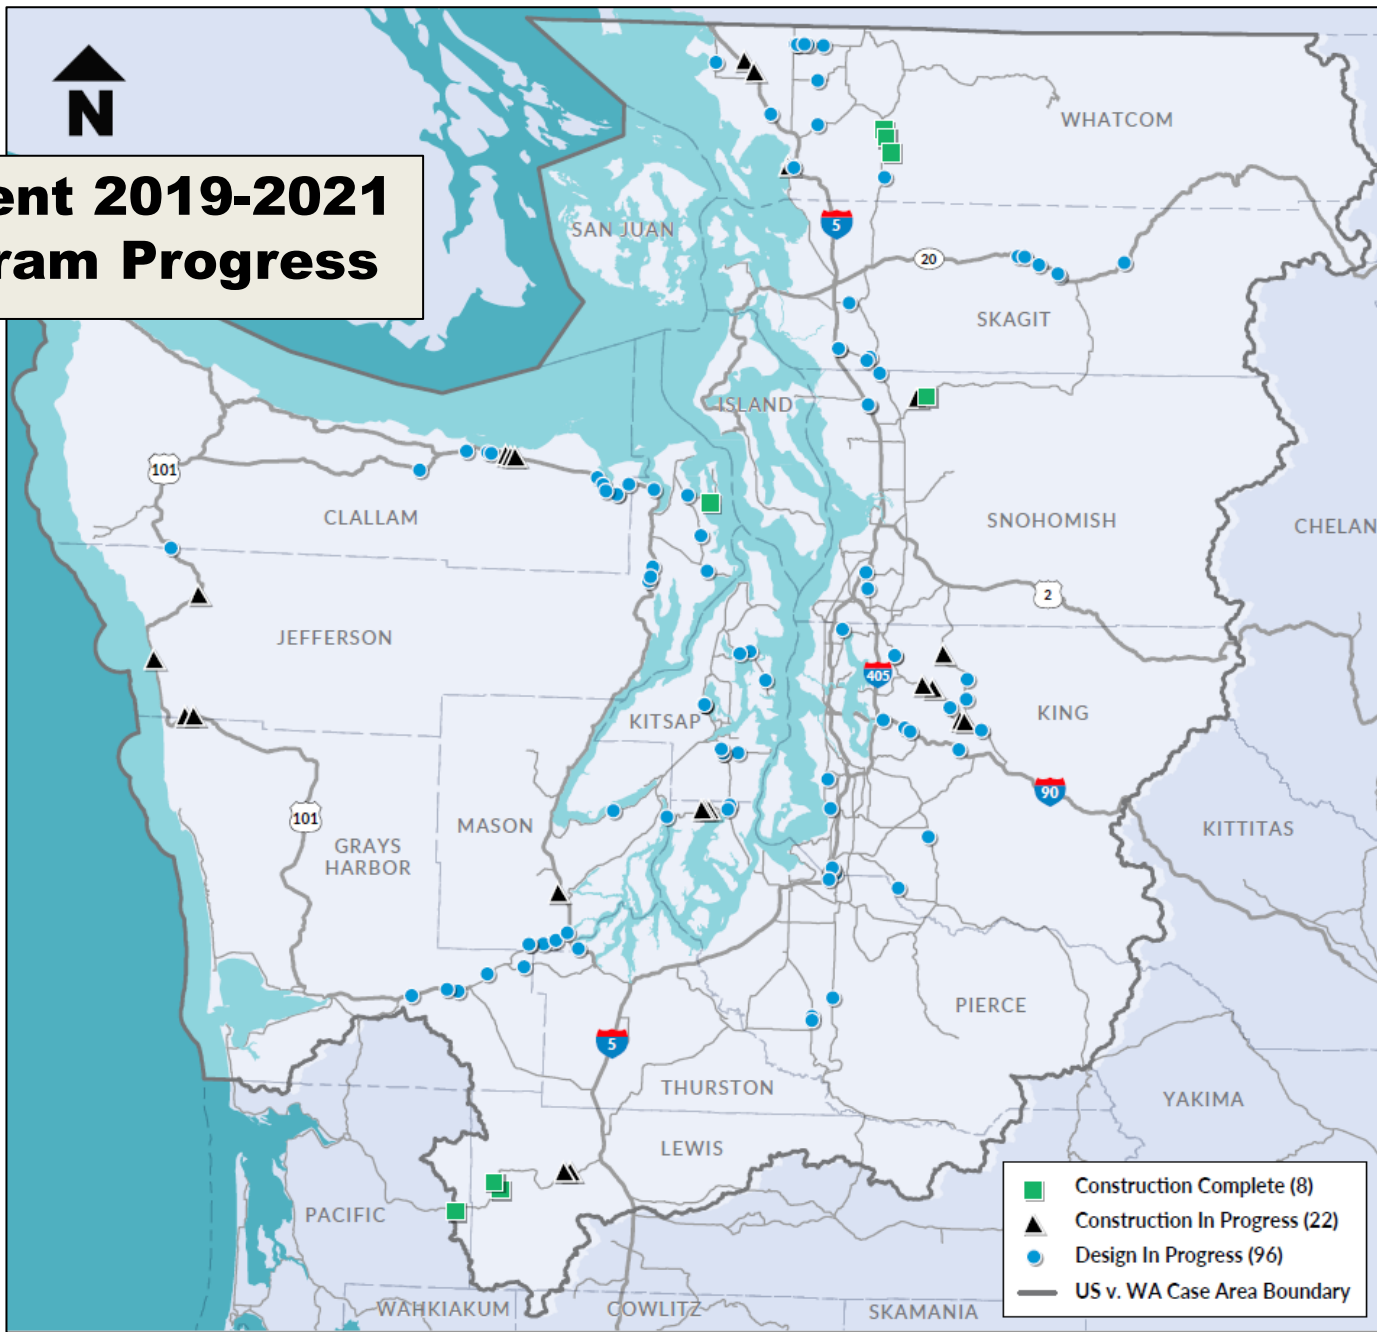 N
ent 2019-2021
ram Progress
WHATCOM
SAN JUAN
5
20
SKAGIT
ISLAND
101
CLALLAM
SNOHOMISH
CHELAN
2
JEFFERSON
405
KITSAP
KING
90
101
MASON
GRAYS
HARBOR
KITTITAS
PIERCE
5
THURSTON
YAKIMA
LEWIS
PACIFIC
WAHKIAKUM
COWLITZ
SKAMANIA
Construction Complete (8)
Construction In Progress (22)
Design In Progress (96)
US v. WA Case Area Boundary